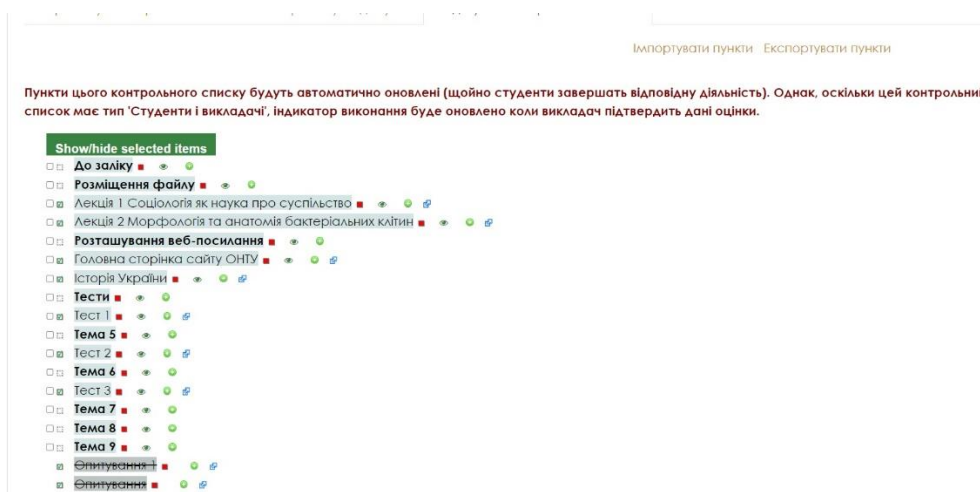 Імпортувати пункти Експортувати пункти
Пункти цього контрольного списку будуть автоматично оновлені (щойно студенти завершать відповідну діяльність). Однак, оскільки цей контрольний
список має тип 'Студенти і викладачі', індикатор виконання буде оновлено коли викладач підтвердить дані оцінки.
Show/hide selected items
До заліку
Розміщення файлу
Лекція 1 Соціологія як наука про суспільство
Лекція 2 Морфологія та анатомія бактеріальних клітин
Розташування веб-посилання
Головна сторінка сайту ОНТУ
Історія України
Тести
Тест 1
Тема 5
Тест 2
Тема 6
Тест 3
Тема 7
Тема 8
Тема 9
Опитування 1
Опитування